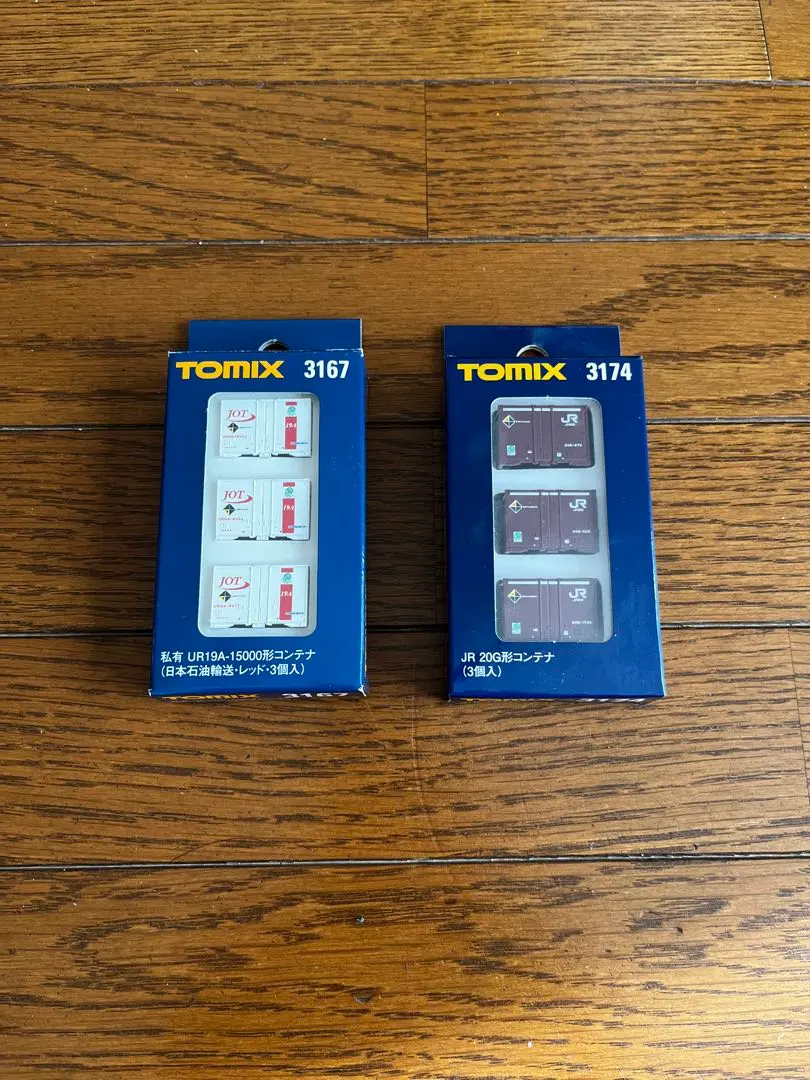 TOMIX 3167
JOT
19A
JOT
19A
JOT
19A
私有 UR19A-15000形コンテナ
(日本石油輸送・レッド・3個入)
TOMIX 3167
TOMIX 3174
JR
JR
JR
JR 20G形コンテナ
(3個入)